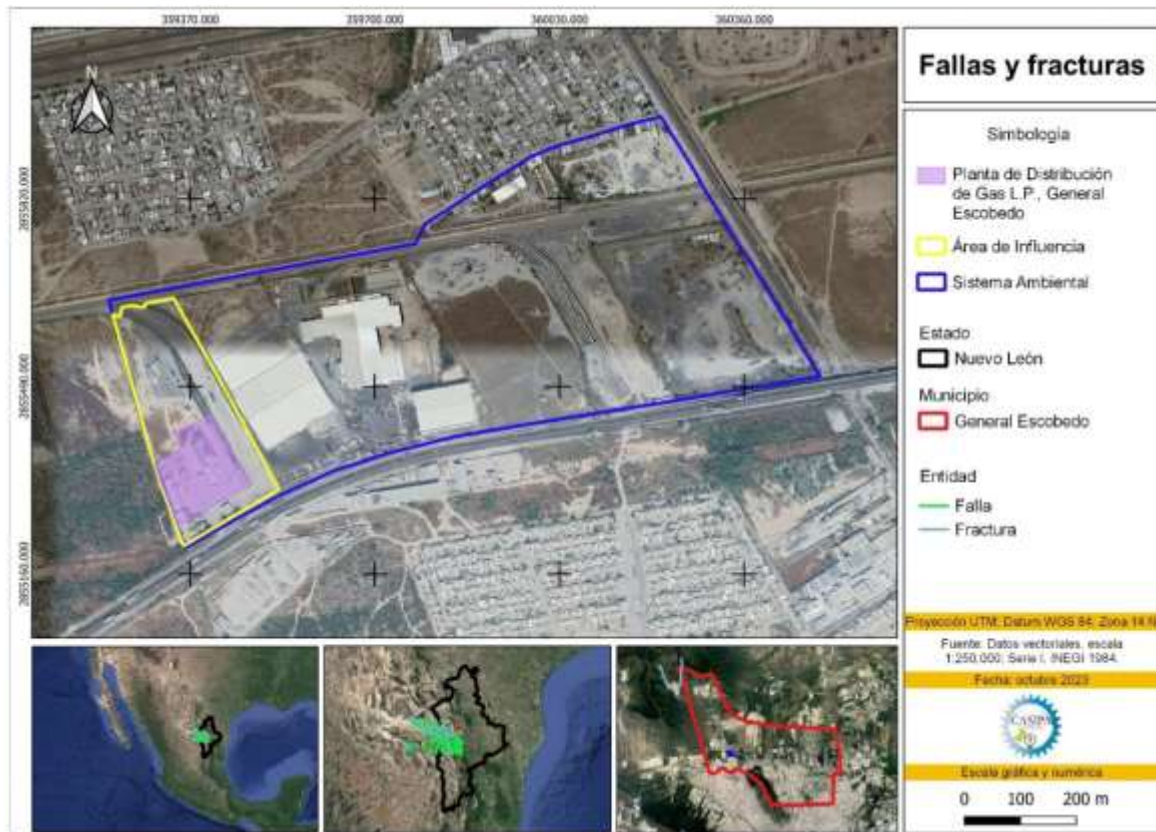 359370.000 359700.000 360030.000 360360.000
Fallas y fracturas
N
2855820.000
2855490.000
2855160.000
Simbología
Planta de Distribución
de Gas L.P., General
Escobedo
Área de Influencia
Sistema Ambiental
Estado
Nuevo León
Municipio
General Escobedo
Entidad
Falla
Fractura
Proyección UTM; Datum WGS 84; Zona 14 N
Fuente: Datos vectoriales, escala
1:250,000; Serie I. INEGI 1984.
Fecha: octubre 2023
Escala gráfica y numérica
0 100 200 m